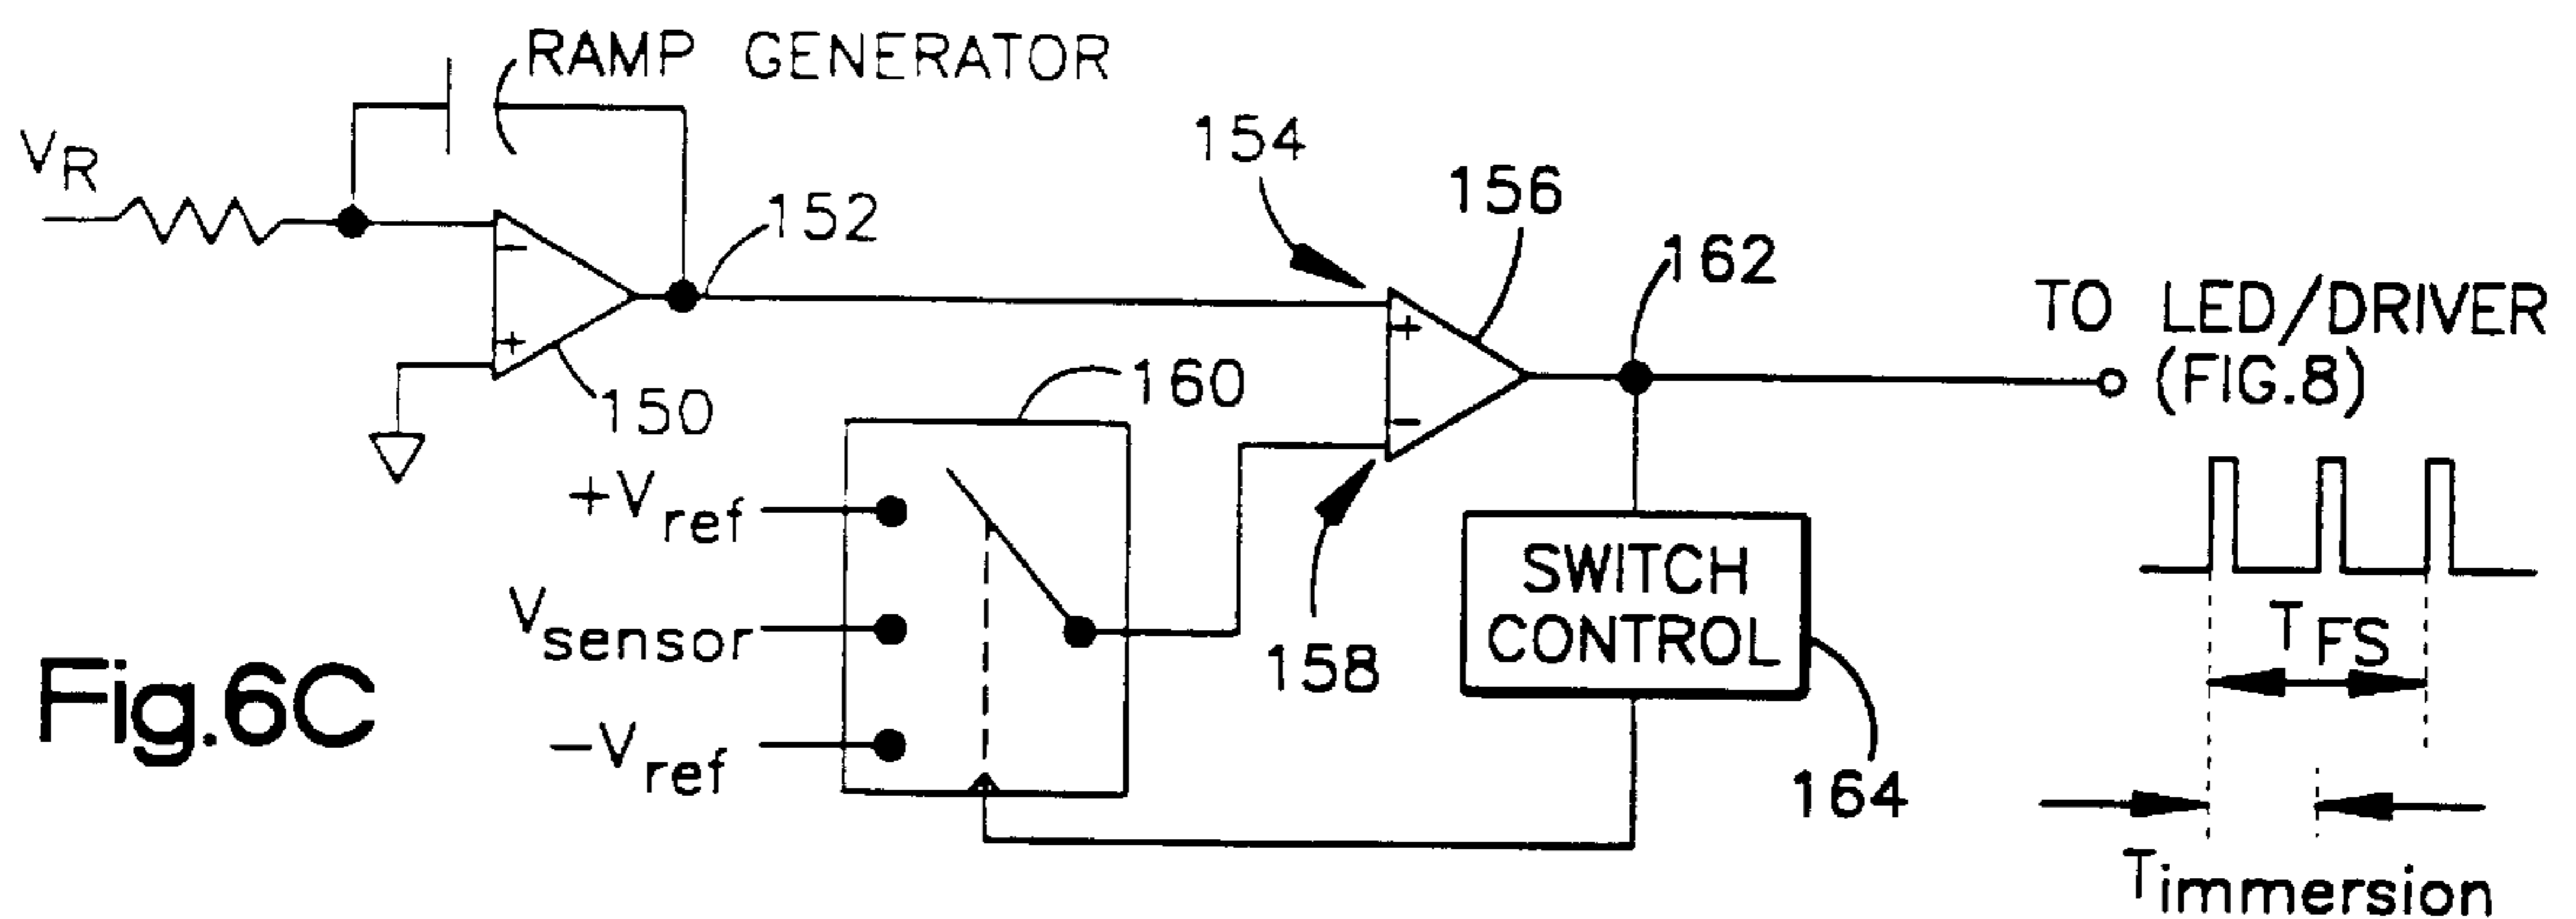 RAMP GENERATOR
VR
152
154
156
162
TO LED/DRIVER
(FIG.8)
150
160
+Vref
Vsensor
-Vref
158
SWITCH
CONTROL
164
TFS
Timmersion
Fig.6C